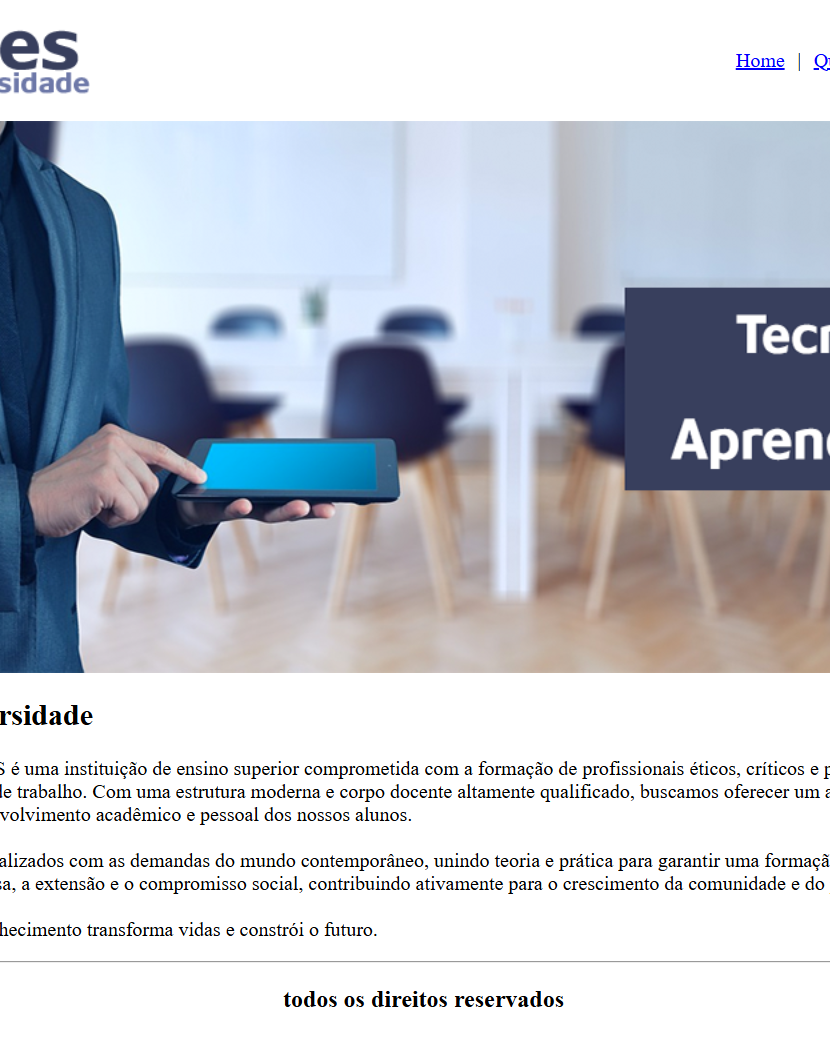 es
sidade
Home | Qu
Tecn
Aprend
rsidade
S é uma instituição de ensino superior comprometida com a formação de profissionais éticos, críticos e p
de trabalho. Com uma estrutura moderna e corpo docente altamente qualificado, buscamos oferecer um a
volvimento acadêmico e pessoal dos nossos alunos.
alizados com as demandas do mundo contemporâneo, unindo teoria e prática para garantir uma formaçã
sa, a extensão e o compromisso social, contribuindo ativamente para o crescimento da comunidade e do
hecimento transforma vidas e constrói o futuro.
todos os direitos reservados